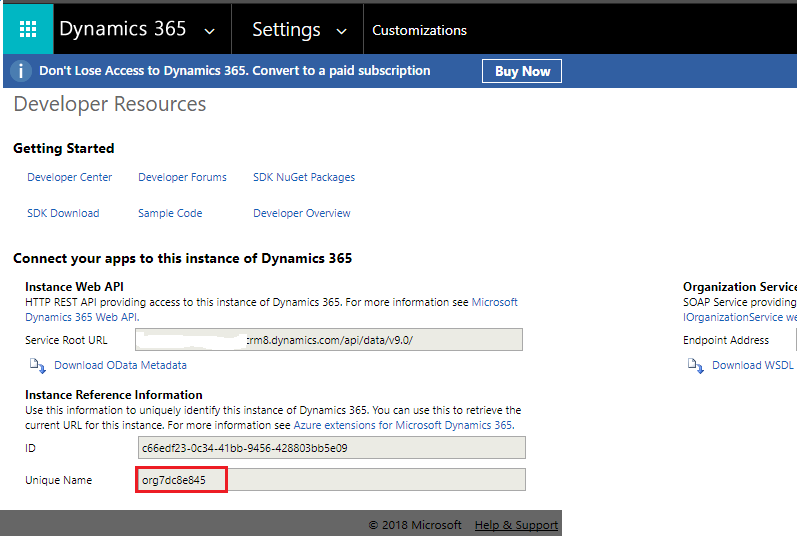 Dynamics 365 Settings Customizations
i Don't Lose Access to Dynamics 365. Convert to a paid subscription Buy Now
Developer Resources
Getting Started
Developer Center Developer Forums SDK NuGet Packages
SDK Download Sample Code Developer Overview
Connect your apps to this instance of Dynamics 365
Instance Web API
HTTP REST API providing access to this instance of Dynamics 365. For more information see Microsoft
Dynamics 365 Web API.
Service Root URL crm8.dynamics.com/api/data/v9.0/
Download OData Metadata
Instance Reference Information
Use this information to uniquely identify this instance of Dynamics 365. You can use this to retrieve the
current URL for this instance. For more information see Azure extensions for Microsoft Dynamics 365.
ID c66edf23-0c34-41bb-9456-428803bb5e09
Unique Name org7dc8e845
Organization Service
SOAP Service providing
IOrganizationService we
Endpoint Address
Download WSDL
© 2018 Microsoft Help & Support